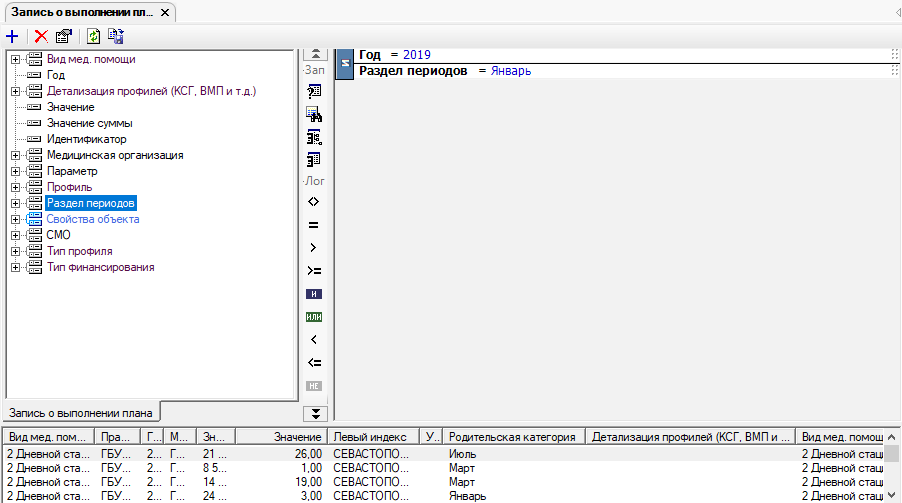 Запись о выполнении пл...
Вид мед. помощи
Год
Детализация профилей (КСГ, ВМП и т.д.)
Значение
Значение суммы
Идентификатор
Медицинская организация
Параметр
Профиль
Раздел периодов
Свойства объекта
СМО
Тип профиля
Тип финансирования
Запись о выполнении плана
Зап
Лог
<>
=
>
>=
И
ИЛИ
<
<=
НЕ
Год = 2019
Раздел периодов = Январь
Вид мед. пом... Пра... Г... М... Зн... Значение Левый индекс У... Родительская категория Детализация профилей (КСГ, ВМП и ... Вид мед. помощ
2 Дневной ста... ГБУ... 2... Г... 21 ... 26,00 СЕВАСТОПО... Июль 2 Дневной стац
2 Дневной ста... ГБУ... 2... Г... 8 5... 1,00 СЕВАСТОПО... Март 2 Дневной стац
2 Дневной ста... ГБУ... 2... Г... 14 ... 19,00 СЕВАСТОПО... Март 2 Дневной стац
2 Дневной ста... ГБУ... 2... Г... 24 ... 3,00 СЕВАСТОПО... Январь 2 Дневной стац